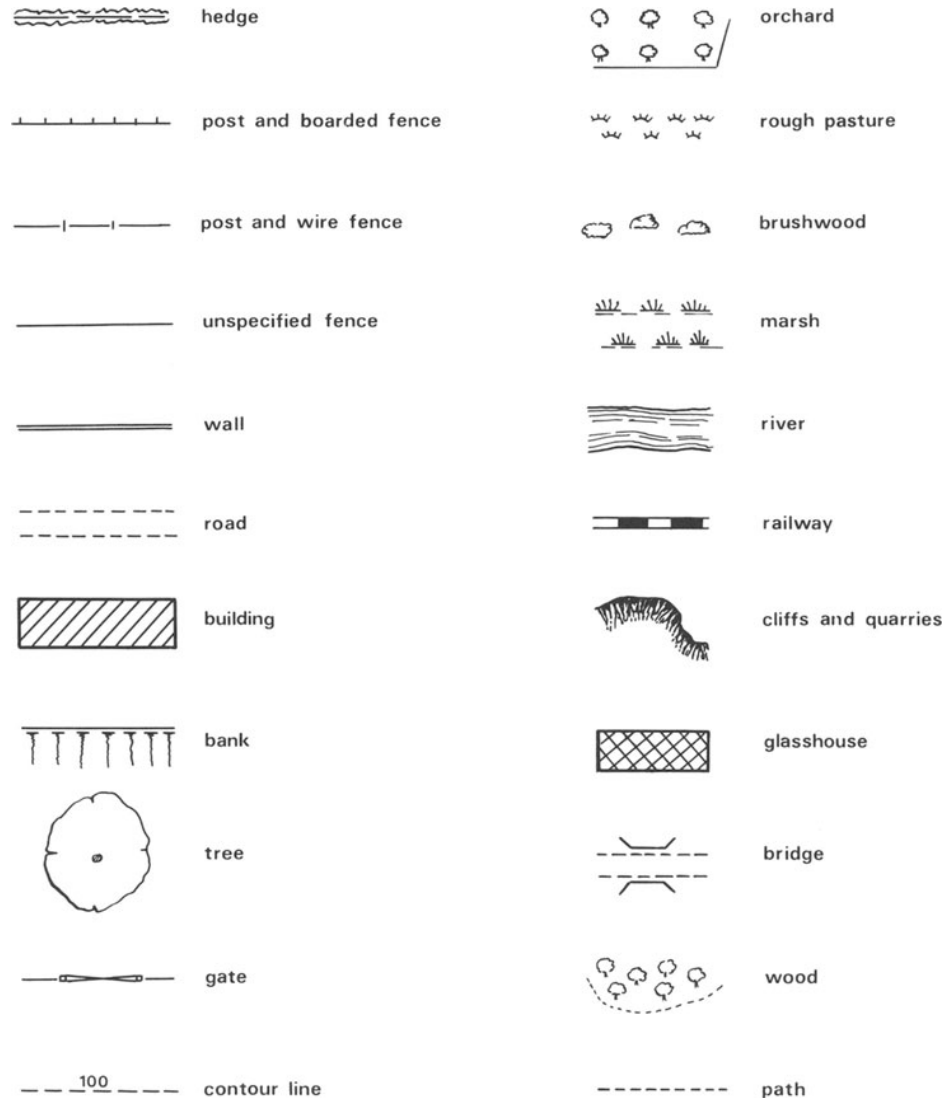 hedge
orchard
post and boarded fence
rough pasture
post and wire fence
brushwood
unspecified fence
marsh
wall
river
road
railway
building
cliffs and quarries
bank
glasshouse
tree
bridge
gate
wood
100
contour line
path